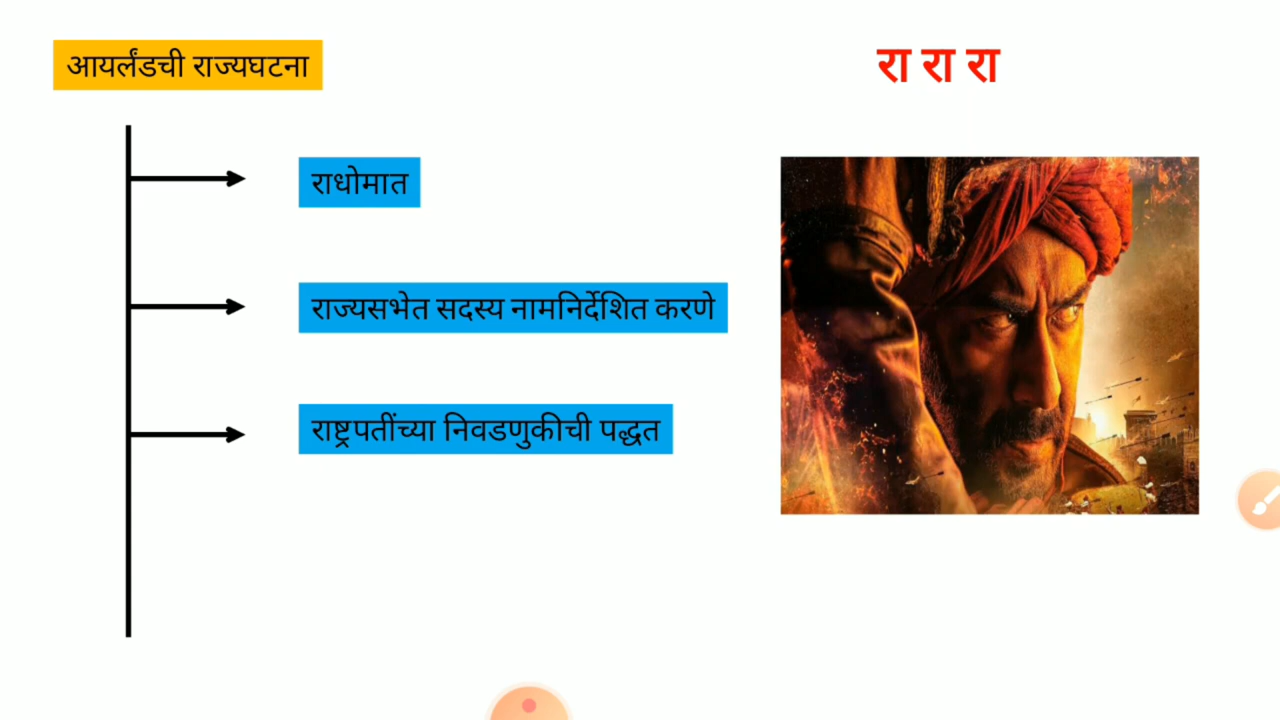 आयर्लंडची राज्यघटना
रा रा रा
राधोमात
राज्यसभेत सदस्य नामनिर्देशित करणे
राष्ट्रपतींच्या निवडणुकीची पद्धत